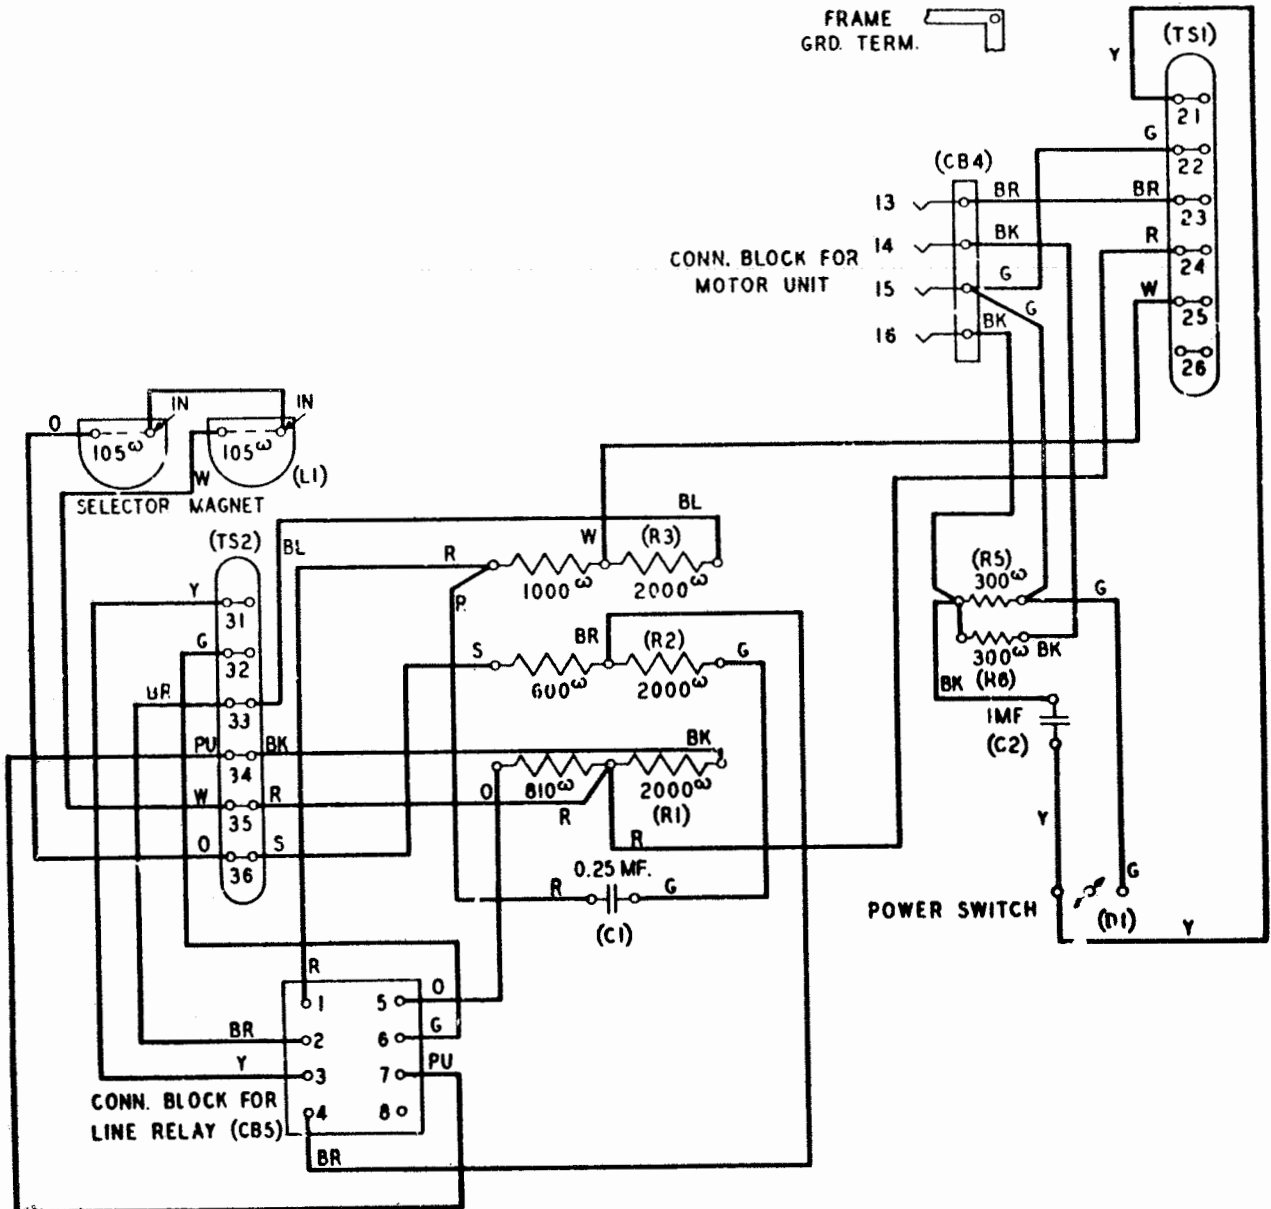 FRAME
GRD. TERM.
(TS1)
Y
21
G
22
(CB4)
13
BR
BR
23
14
BK
R
24
CONN. BLOCK FOR
MOTOR UNIT
15
G
G
W
25
16
BK
26
IN
IN
O
105ω
105ω
W
(L1)
SELECTOR MAGNET
(TS2)
BL
BL
R
W
(R3)
1000ω
2000ω
R
(R5)
300ω
G
Y
31
G
32
S
BR
(R2)
G
600ω
2000ω
300ω
BK
(R6)
BK
BR
33
1MF
(C2)
PU
34
BK
BK
810ω
2000ω
O
(R1)
W
35
R
R
R
Y
O
36
S
0.25 MF.
R
G
(C1)
G
POWER SWITCH
Y
R
1
5
O
BR
2
6
G
Y
3
7
PU
CONN. BLOCK FOR
LINE RELAY (CB5)
4
8
BR